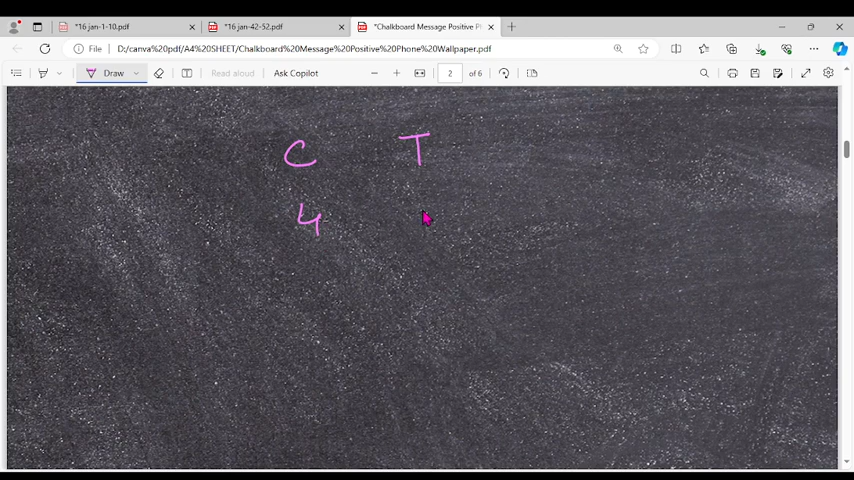 *16 jan-1-10.pdf
*16 jan-42-52.pdf
*Chalkboard Message Positive Ph
File
D:/canva%20pdf/A4%20SHEET/Chalkboard%20Message%20Positive%20Phone%20Wallpaper.pdf
Draw
Read aloud
Ask Copilot
2 of 6
C T
4